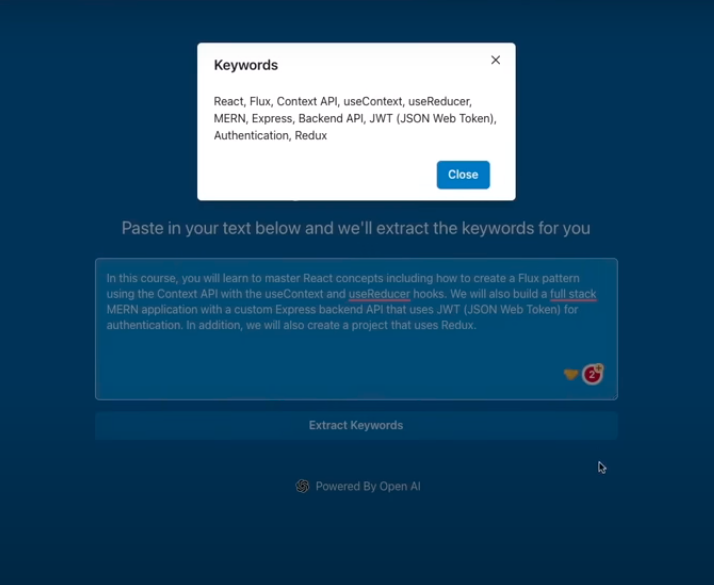 Keywords
React, Flux, Context API, useContext, useReducer,
MERN, Express, Backend API, JWT (JSON Web Token),
Authentication, Redux
Close
Paste in your text below and we'll extract the keywords for you
In this course, you will learn to master React concepts including how to create a Flux pattern
using the Context API with the useContext and useReducer hooks. We will also build a full stack
MERN application with a custom Express backend API that uses JWT (JSON Web Token) for
authentication. In addition, we will also create a project that uses Redux.
2
Extract Keywords
Powered By Open AI